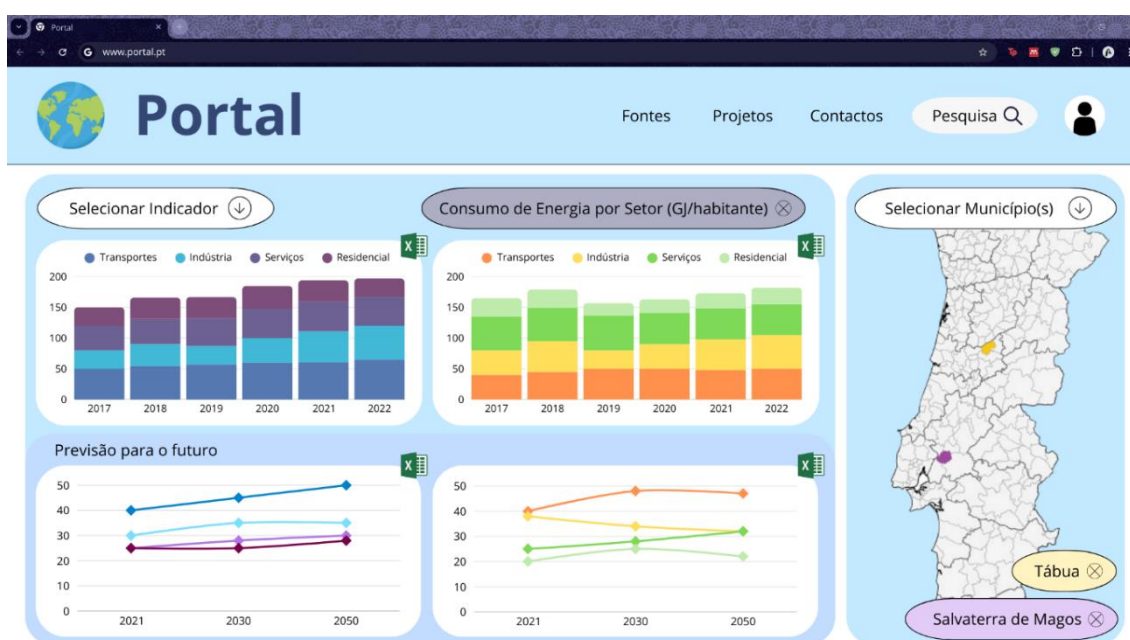 Portal
www.portal.pt
Portal
Fontes Projetos Contactos Pesquisa
Selecionar Indicador
Consumo de Energia por Setor (GJ/habitante)
Selecionar Município(s)
Transportes Indústria Serviços Residencial
200
150
100
50
0
2017 2018 2019 2020 2021 2022
Transportes Indústria Serviços Residencial
200
150
100
50
0
2017 2018 2019 2020 2021 2022
Previsão para o futuro
50
40
30
20
10
0
2021 2030 2050
50
40
30
20
10
0
2021 2030 2050
Tábua
Salvaterra de Magos